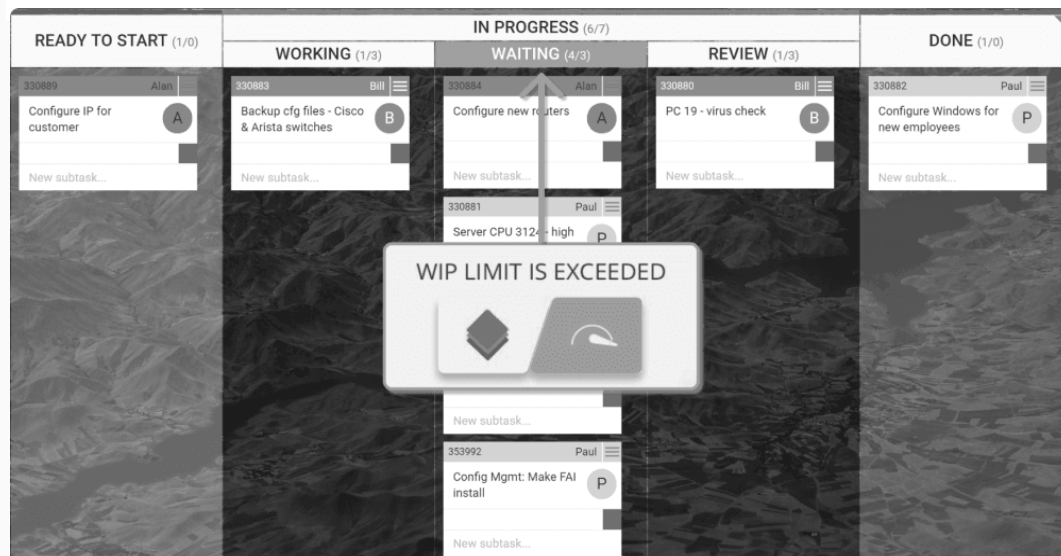 IN PROGRESS (6/7)
READY TO START (1/0)
WORKING (1/3)
WAITING (4/3)
REVIEW (1/3)
DONE (1/0)
330889 Alan
Configure IP for
customer
A
New subtask...
330883 Bill
Backup cfg files - Cisco
& Arista switches
B
New subtask...
330884 Alan
Configure new routers
A
New subtask...
330881 Paul
Server CPU 3124 - high
P
WIP LIMIT IS EXCEEDED
New subtask...
353992 Paul
Config Mgmt: Make FAI
install
P
New subtask...
330880 Bill
PC 19 - virus check
B
New subtask...
330882 Paul
Configure Windows for
new employees
P
New subtask...